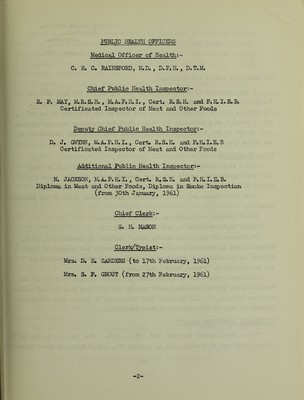 PUBLIC HEALTH OFFICERS
Medical Officer of Health:-
C. R. C. RAINSFORD, M.D., D.P.H., D.T.M.
Chief Public Health Inspector:-
R. P. MAY, M.R.S.H., M.A.P.H.I., Cert. R.S.H. and P.H.I.E.B.
Certificated Inspector of Meat and Other Foods
Deputy Chief Public Health Inspector:-
D. J. GWYNN, M.A.P.H.I., Cert. R.S.H. and P.H.I.E.B
Certificated Inspector of Meat and Other Foods
Additional Public Health Inspector:-
N. JACKSON, M.A.P.H.I., Cert. R.S.H. and P.H.I.E.B.
Diploma in Meat and Other Foods, Diploma in Smoke Inspection
(from 30th January, 1961)
Chief Clerk:-
G. H. MASON
Clerk/Typist:-
Mrs. D. E. SANDERS (to 17th February, 1961)
Mrs. S. P. GROUT (from 27th February, 1961)
-2-